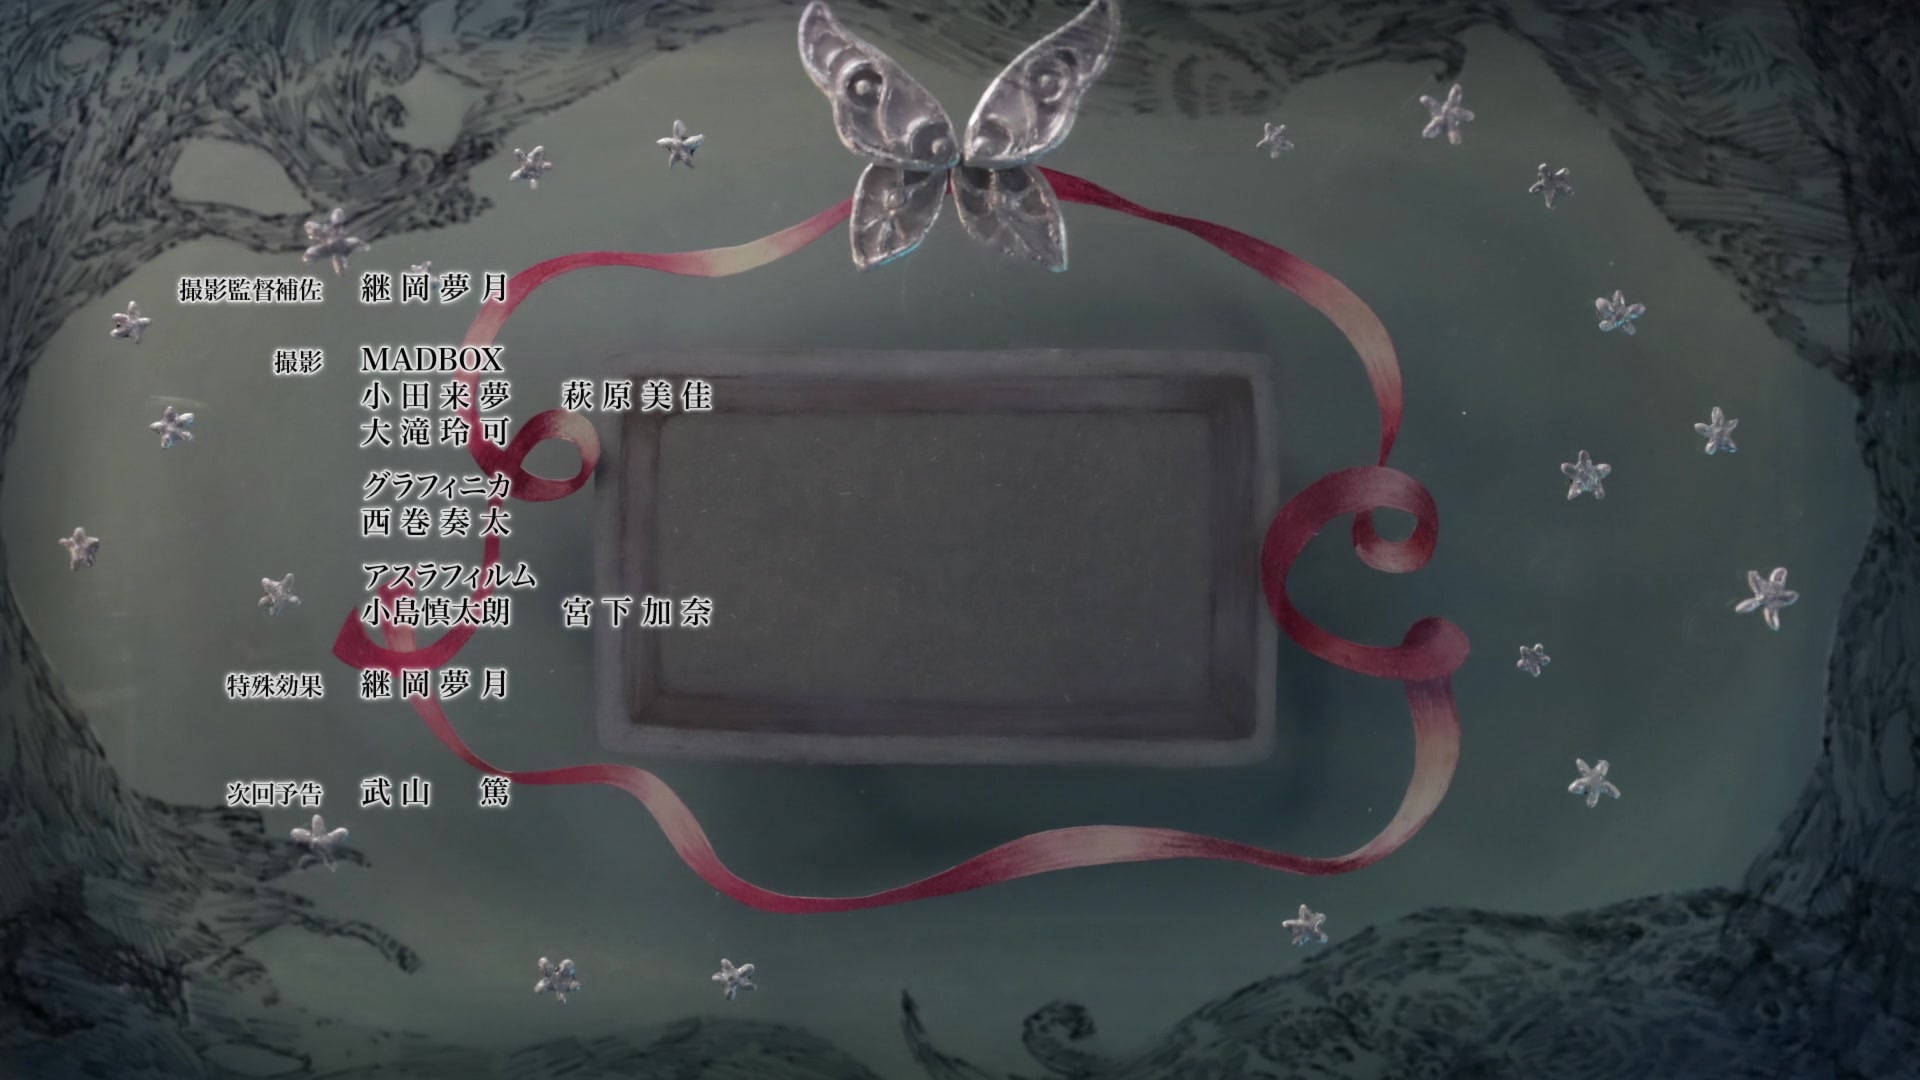 撮影監督補佐 継岡夢月
撮影 MADBOX
小田来夢 萩原美佳
大滝玲可
グラフィニカ
西巻奏太
アスラフィルム
小島慎太朗 宮下加奈
特殊効果 継岡夢月
次回予告 武山 篤